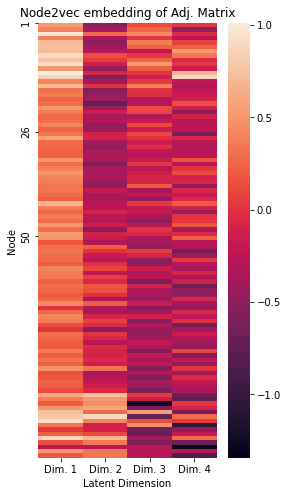 Node2vec embedding of Adj. Matrix
1
26
50
Node
Dim. 1 Dim. 2 Dim. 3 Dim. 4
Latent Dimension
1.0
0.5
0.0
−0.5
−1.0